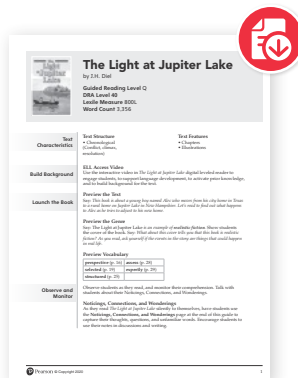 The Light at Jupiter Lake
by J.H. Diel
Guided Reading Level Q
DRA Level 40
Lexile Measure 800L
Word Count 3,356
Text
Characteristics
Text Structure
• Chronological
(Conflict, climax,
resolution)
Text Features
• Chapters
• Illustrations
Build Background
ELL Access Video
Use the interactive video in The Light at Jupiter Lake digital leveled reader to
engage students, to support language development, to activate prior knowledge,
and to build background for the text.
Launch the Book
Preview the Text
Say: This book is about a young boy named Alec who moves from his city home in Texas
to a rural home on Jupiter Lake in New Hampshire. Let's read to find out what happens
to Alec as he tries to adjust to his new home.
Preview the Genre
Say: The Light at Jupiter Lake is an example of realistic fiction. Show students
the cover of the book. Say: What about this cover tells you that this book is realistic
fiction? As you read, ask yourself if the events in the story are things that could happen
in real life.
Preview Vocabulary
perspective (p. 16) access (p. 28)
selected (p. 19) expertly (p. 29)
structured (p. 20)
Observe and
Monitor
Observe students as they read, and monitor their comprehension. Talk with
students about their Noticings, Connections, and Wonderings.
Noticings, Connections, and Wonderings
As they read The Light at Jupiter Lake silently to themselves, have students use
the Noticings, Connections, and Wonderings page at the end of this guide to
capture their thoughts, questions, and unfamiliar words. Encourage students to
use their notes in discussions and writing.
Pearson © Copyright 2020
1